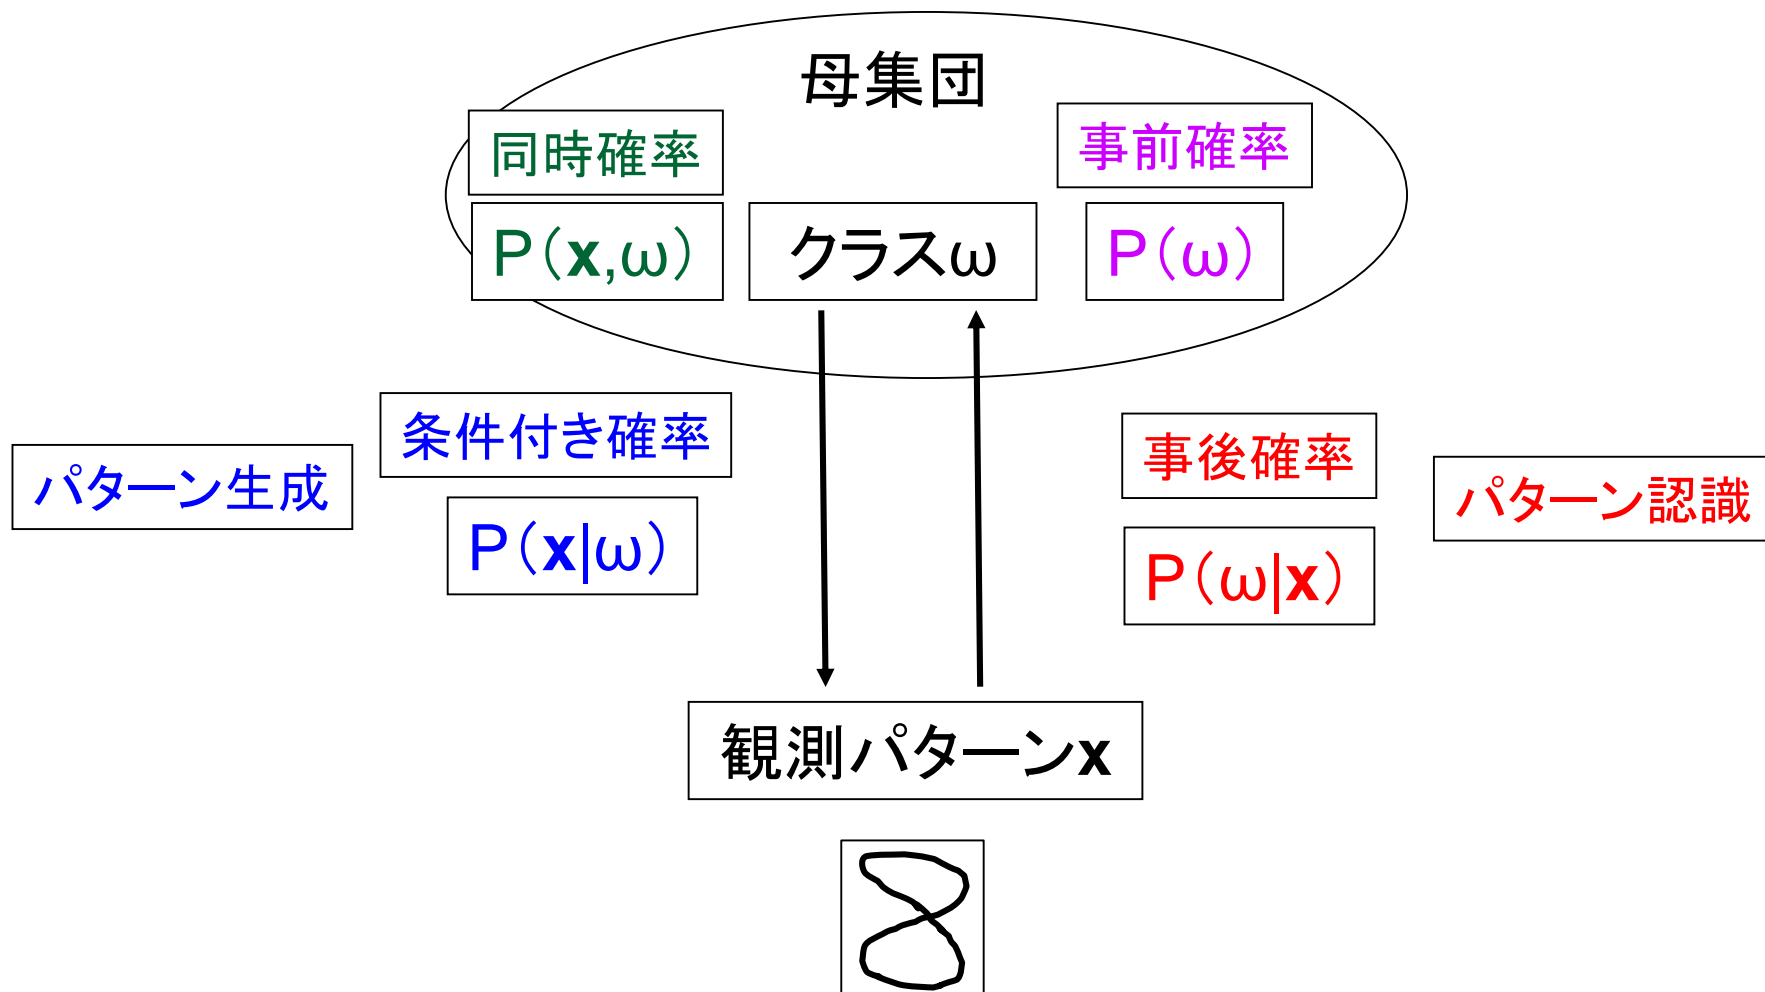 母集団
同時確率
事前確率
P(x,ω)
クラスω
P(ω)
条件付き確率
事後確率
パターン生成
パターン認識
P(x|ω)
P(ω|x)
観測パターンx
8